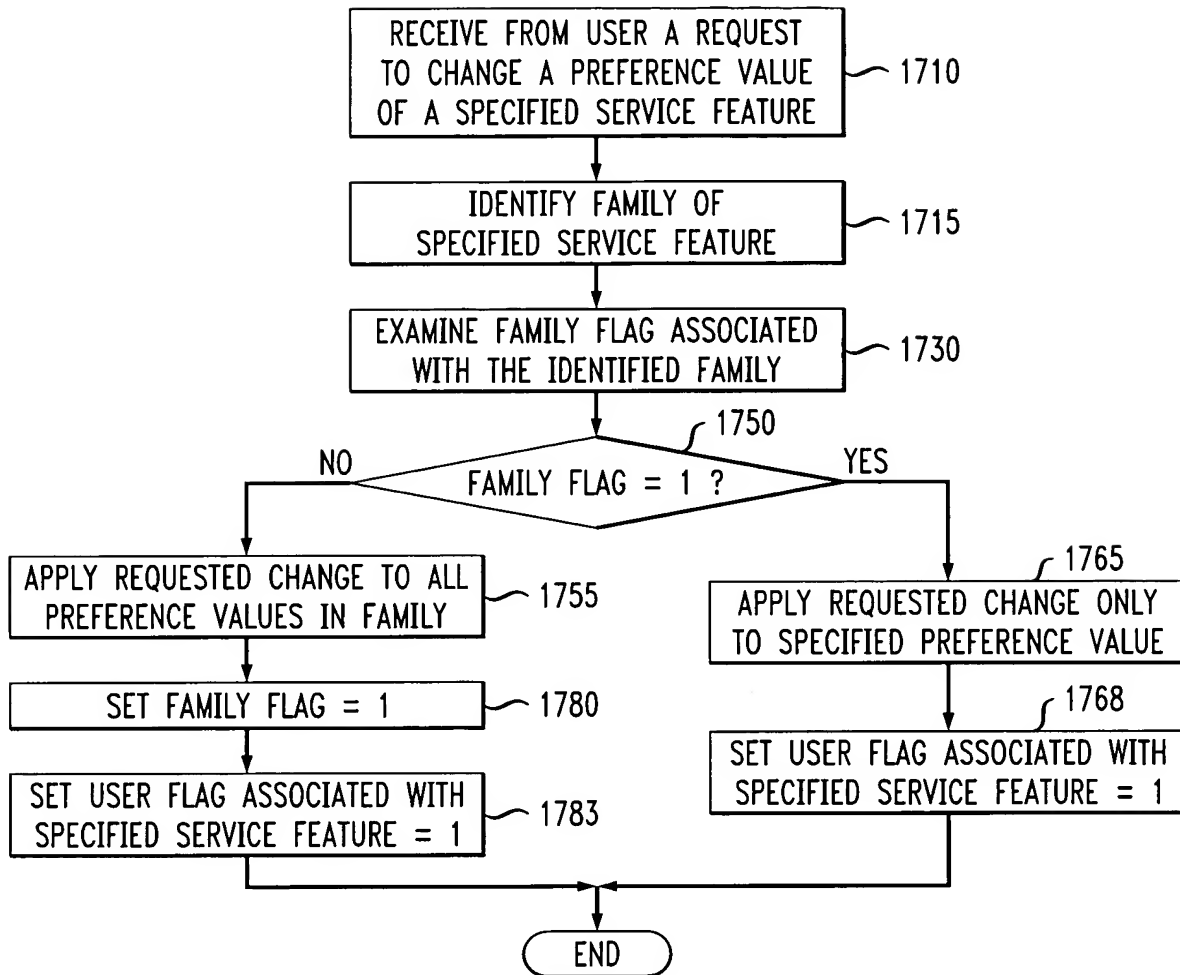 RECEIVE FROM USER A REQUEST
TO CHANGE A PREFERENCE VALUE
OF A SPECIFIED SERVICE FEATURE
1710
IDENTIFY FAMILY OF
SPECIFIED SERVICE FEATURE
1715
EXAMINE FAMILY FLAG ASSOCIATED
WITH THE IDENTIFIED FAMILY
1730
1750
NO
FAMILY FLAG = 1 ?
YES
APPLY REQUESTED CHANGE TO ALL
PREFERENCE VALUES IN FAMILY
1755
SET FAMILY FLAG = 1
1780
SET USER FLAG ASSOCIATED WITH
SPECIFIED SERVICE FEATURE = 1
1783
1765
APPLY REQUESTED CHANGE ONLY
TO SPECIFIED PREFERENCE VALUE
1768
SET USER FLAG ASSOCIATED WITH
SPECIFIED SERVICE FEATURE = 1
END